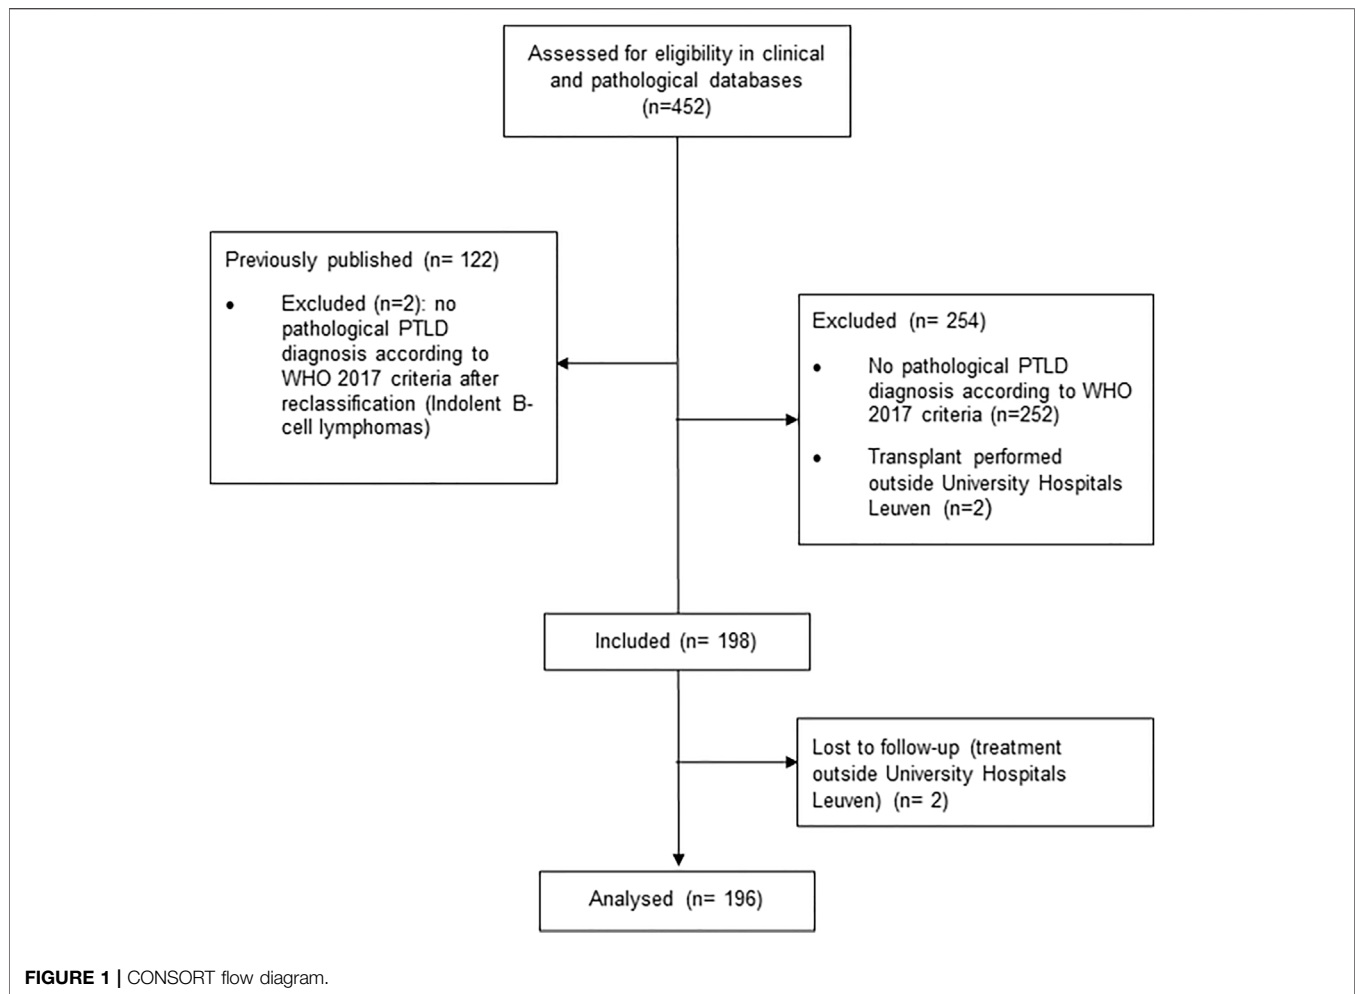 Assessed for eligibility in clinical
and pathological databases
(n=452)
Previously published (n= 122)
• Excluded (n=2): no
pathological PTLD
diagnosis according to
WHO 2017 criteria after
reclassification (Indolent B-
cell lymphomas)
Excluded (n= 254)
• No pathological PTLD
diagnosis according to WHO
2017 criteria (n=252)
• Transplant performed
outside University Hospitals
Leuven (n=2)
Included (n= 198)
Lost to follow-up (treatment
outside University Hospitals
Leuven) (n= 2)
Analysed (n= 196)
FIGURE 1 | CONSORT flow diagram.